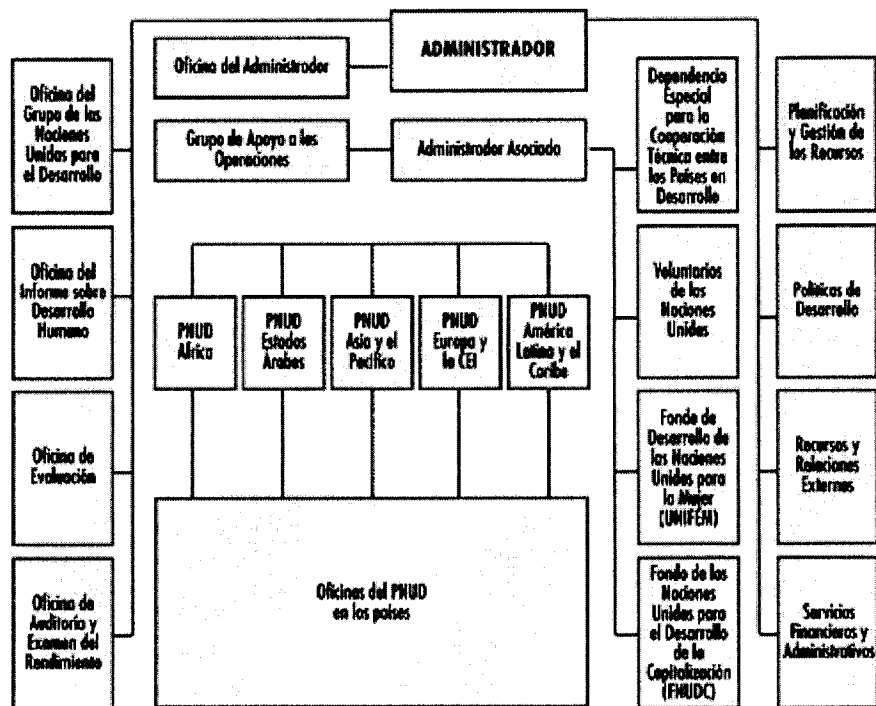 ADMINISTRADOR
Oficina del Administrador
Grupo de Apoyo a las
Operaciones
Administrador Asociado
Oficina del
Grupo de las
Naciones
Unidas para
el Desarrollo
Oficina del
Informe sobre
Desarrollo
Humano
Oficina de
Evaluación
Oficina de
Auditoría y
Examen del
Rendimiento
PNUD
Africa
PNUD
Estados
Arabes
PNUD
Asia y el
Pacífico
PNUD
Europa y
la CEI
PNUD
América
Latina y el
Caribe
Oficinas del PNUD
en los países
Dependencia
Especial
para la
Cooperación
Técnica entre
los Países en
Desarrollo
Voluntarios
de las
Naciones
Unidas
Fondo de
Desarrollo de
las Naciones
Unidas para
la Mujer
(UNIFEM)
Fondo de las
Naciones
Unidas para
el Desarrollo
de la
Capitalización
(FNUDC)
Planificación
y Gestión de
los Recursos
Políticas de
Desarrollo
Recursos y
Relaciones
Externas
Servicios
Financieros y
Administrativos